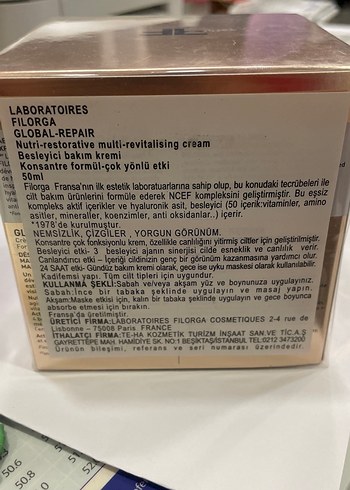 LABORATOIRES
FILORGA
GLOBAL-REPAIR
Nutri-restorative multi-revitalising cream
Besleyici bakım kremi
Konsantre formül-çok yönlü etki
50ml
Filorga Fransa'nın ilk estetik laboratuarlarına sahip olup, bu konudaki tecrübeleri ile
cilt bakım ürünlerini formüle ederek NCEF kompleksini geliştirmiştir. Bu eşsiz
kompleks aktif içerikler ve hyaluronik asit, besleyici (50 içerik:vitaminler, amino
asitler, mineraller, koenzimler, anti oksidanlar..) içerir.
*1978'de kurulmuştur.
GL NEMSİZLİK, ÇİZGİLER , YORGUN GÖRÜNÜM.
Konsantre çok fonksiyonlu krem, özellikle canlılığını yitirmiş ciltler için geliştirilmiştir.
Besleyici etki- 3 besleyici ajanın sinerjisi cilde esneklik ve canlılık verir.
Canlandırıcı etki – İçeriği cildinizin genç bir görünüm kazanmasına yardımcı olur.
24 SAAT etki- Gündüz bakım kremi olarak, gece ise uyku maskesi olarak kullanılabilir.
Kadifemsi yapı. Tüm cilt tipleri için uygundur.
KULLANMA ŞEKLİ:Sabah ve/veya akşam yüz ve boynunuza uygulayınız.
Sabah:İnce bir tabaka şeklinde uygulayın ve masaj yapın.
Akşam:Maske etkisi için, kalın bir tabaka şeklinde uygulayın ve gece boyunca
absorbe etmesi için bırakın.
Fransa'da üretilmiştir.
ÜRETİCİ FİRMA:LABORATOIRES FILORGA COSMETIQUES 2-4 rue de
Lisbonne – 75008 Paris FRANCE
İTHALATÇI FİRMA:TE-HA KOZMETİK TURİZM İNŞAAT SAN.VE TİC.A.Ş
GAYRETTEPE MAH. HAMİDİYE SK. NO:1 BEŞİKTAŞ/İSTANBUL TEL:0212 3473200
Ürünün bileşimi, referans ve seri numarası üzerindedir.
50.6
50.8